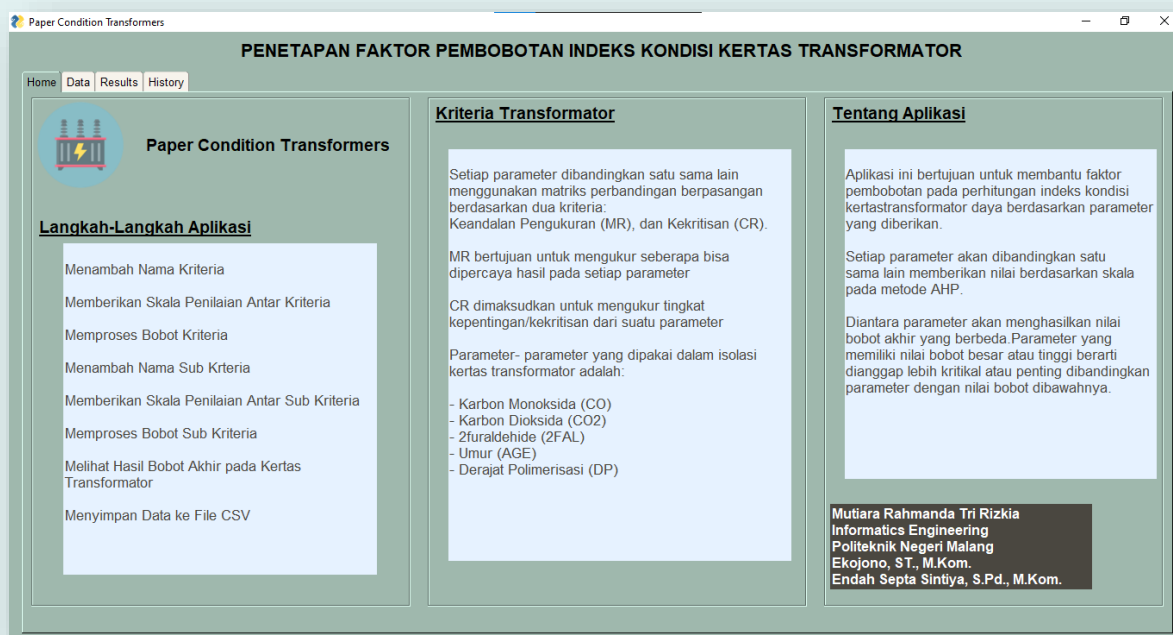 Paper Condition Transformers
PENETAPAN FAKTOR PEMBOBOTAN INDEKS KONDISI KERTAS TRANSFORMATOR
Home Data Results History
Paper Condition Transformers
Langkah-Langkah Aplikasi
Menambah Nama Kriteria
Memberikan Skala Penilaian Antar Kriteria
Memproses Bobot Kriteria
Menambah Nama Sub Krteria
Memberikan Skala Penilaian Antar Sub Kriteria
Memproses Bobot Sub Kriteria
Melihat Hasil Bobot Akhir pada Kertas
Transformator
Menyimpan Data ke File CSV
Kriteria Transformator
Setiap parameter dibandingkan satu sama lain
menggunakan matriks perbandingan berpasangan
berdasarkan dua kriteria:
Keandalan Pengukuran (MR), dan Kekritisan (CR).
MR bertujuan untuk mengukur seberapa bisa
dipercaya hasil pada setiap parameter
CR dimaksudkan untuk mengukur tingkat
kepentingan/kekritisan dari suatu parameter
Parameter- parameter yang dipakai dalam isolasi
kertas transformator adalah:
- Karbon Monoksida (CO)
- Karbon Dioksida (CO2)
- 2furaldehide (2FAL)
- Umur (AGE)
- Derajat Polimerisasi (DP)
Tentang Aplikasi
Aplikasi ini bertujuan untuk membantu faktor
pembobotan pada perhitungan indeks kondisi
kertastransformator daya berdasarkan parameter
yang diberikan.
Setiap parameter akan dibandingkan satu
sama lain memberikan nilai berdasarkan skala
pada metode AHP.
Diantara parameter akan menghasilkan nilai
bobot akhir yang berbeda.Parameter yang
memiliki nilai bobot besar atau tinggi berarti
dianggap lebih kritikal atau penting dibandingkan
parameter dengan nilai bobot dibawahnya.
Mutiara Rahmanda Tri Rizkia
Informatics Engineering
Politeknik Negeri Malang
Ekojono, ST., M.Kom.
Endah Septa Sintiya, S.Pd., M.Kom.